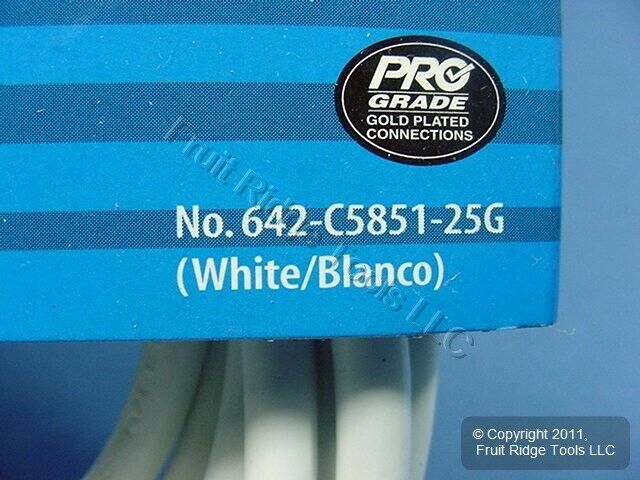 PRO
GRADE
GOLD PLATED
CONNECTIONS
No. 642-C5851-25G
(White/Blanco)
Fruit Ridge Tools LLC
© Copyright 2011,
Fruit Ridge Tools LLC